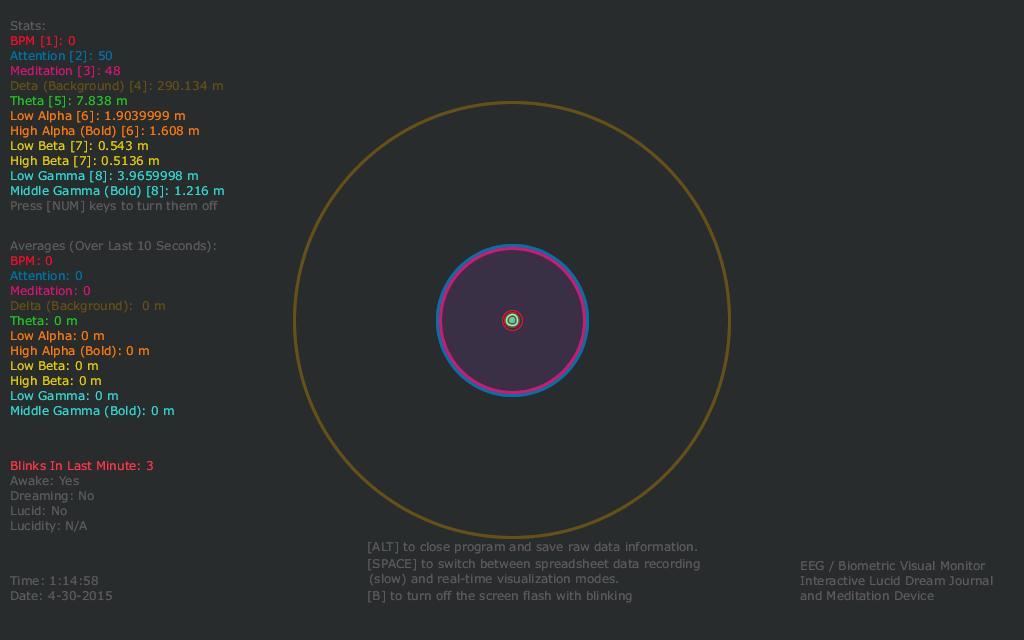 Stats:
BPM [1]: 0
Attention [2]: 50
Meditation [3]: 48
Deta (Background) [4]: 290.134 m
Theta [5]: 7.838 m
Low Alpha [6]: 1.9039999 m
High Alpha (Bold) [6]: 1.608 m
Low Beta [7]: 0.543 m
High Beta [7]: 0.5136 m
Low Gamma [8]: 3.9659998 m
Middle Gamma (Bold) [8]: 1.216 m
Press [NUM] keys to turn them off
Averages (Over Last 10 Seconds):
BPM: 0
Attention: 0
Meditation: 0
Delta (Background):  0 m
Theta: 0 m
Low Alpha: 0 m
High Alpha (Bold): 0 m
Low Beta: 0 m
High Beta: 0 m
Low Gamma: 0 m
Middle Gamma (Bold): 0 m
Blinks In Last Minute: 3
Awake: Yes
Dreaming: No
Lucid: No
Lucidity: N/A
Time: 1:14:58
Date: 4-30-2015
[ALT] to close program and save raw data information.
[SPACE] to switch between spreadsheet data recording
(slow) and real-time visualization modes.
[B] to turn off the screen flash with blinking
EEG / Biometric Visual Monitor
Interactive Lucid Dream Journal
and Meditation Device